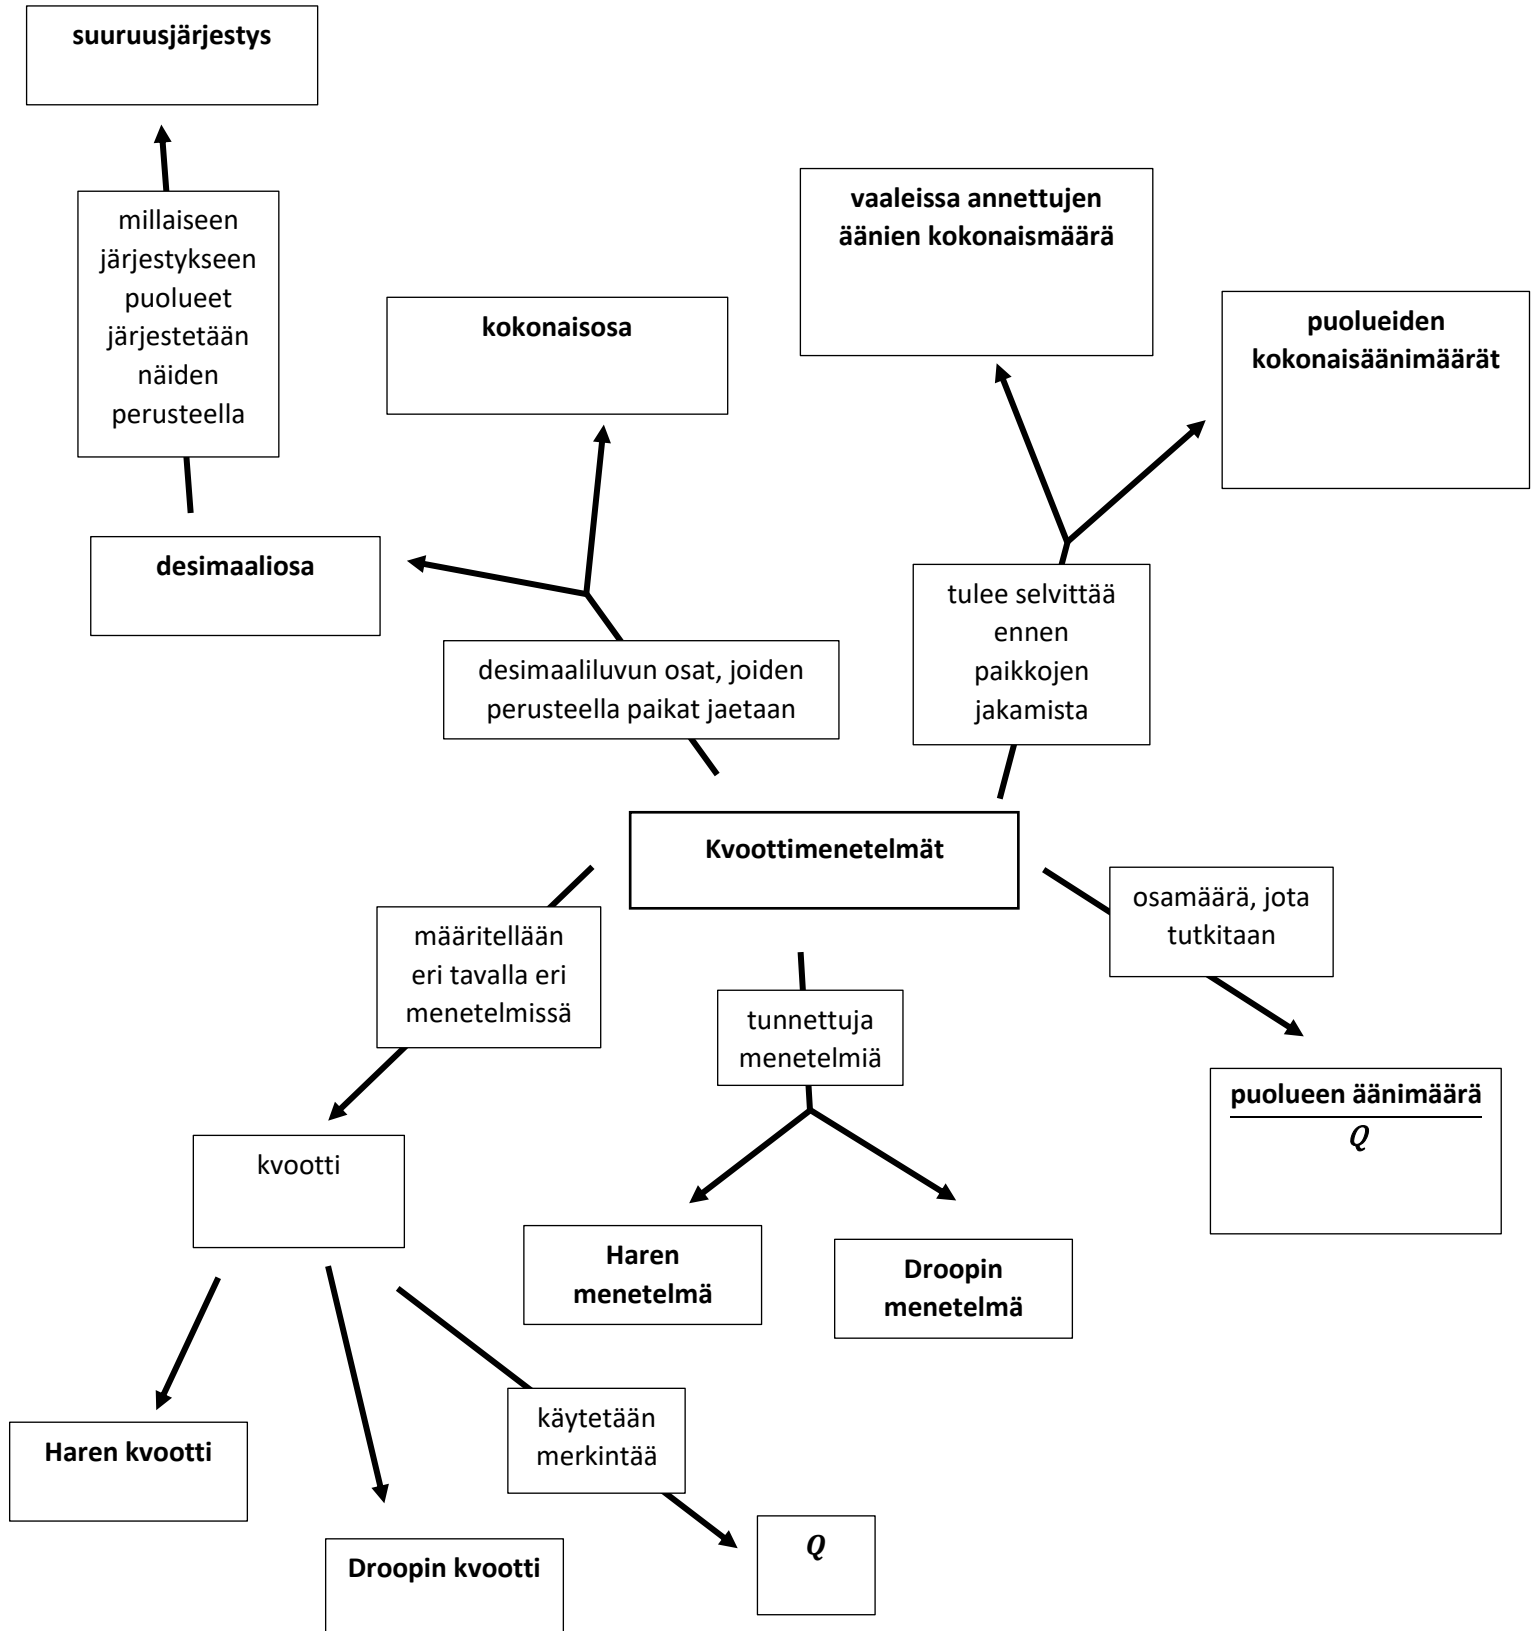 suuruusjärjestys
millaiseen
järjestykseen
puolueet
järjestetään
näiden
perusteella
vaaleissa annettujen
äänien kokonaismäärä
kokonaisosa
puolueiden
kokonaisäänimäärät
desimaaliosa
tulee selvittää
ennen
paikkojen
jakamista
desimaaliluvun osat, joiden
perusteella paikat jaetaan
Kvoottimenetelmät
osamäärä, jota
tutkitaan
määritellään
eri tavalla eri
menetelmissä
tunnettuja
menetelmiä
puolueen äänimäärä
Q
kvootti
Haren
menetelmä
Droopin
menetelmä
käytetään
merkintää
Haren kvootti
Droopin kvootti
Q